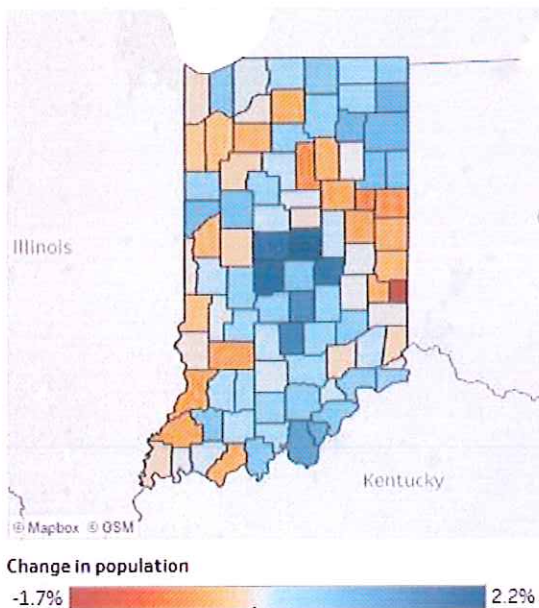 Illinois
Kentucky
© Mapbox © OSM
Change in population
-1.7% 2.2%